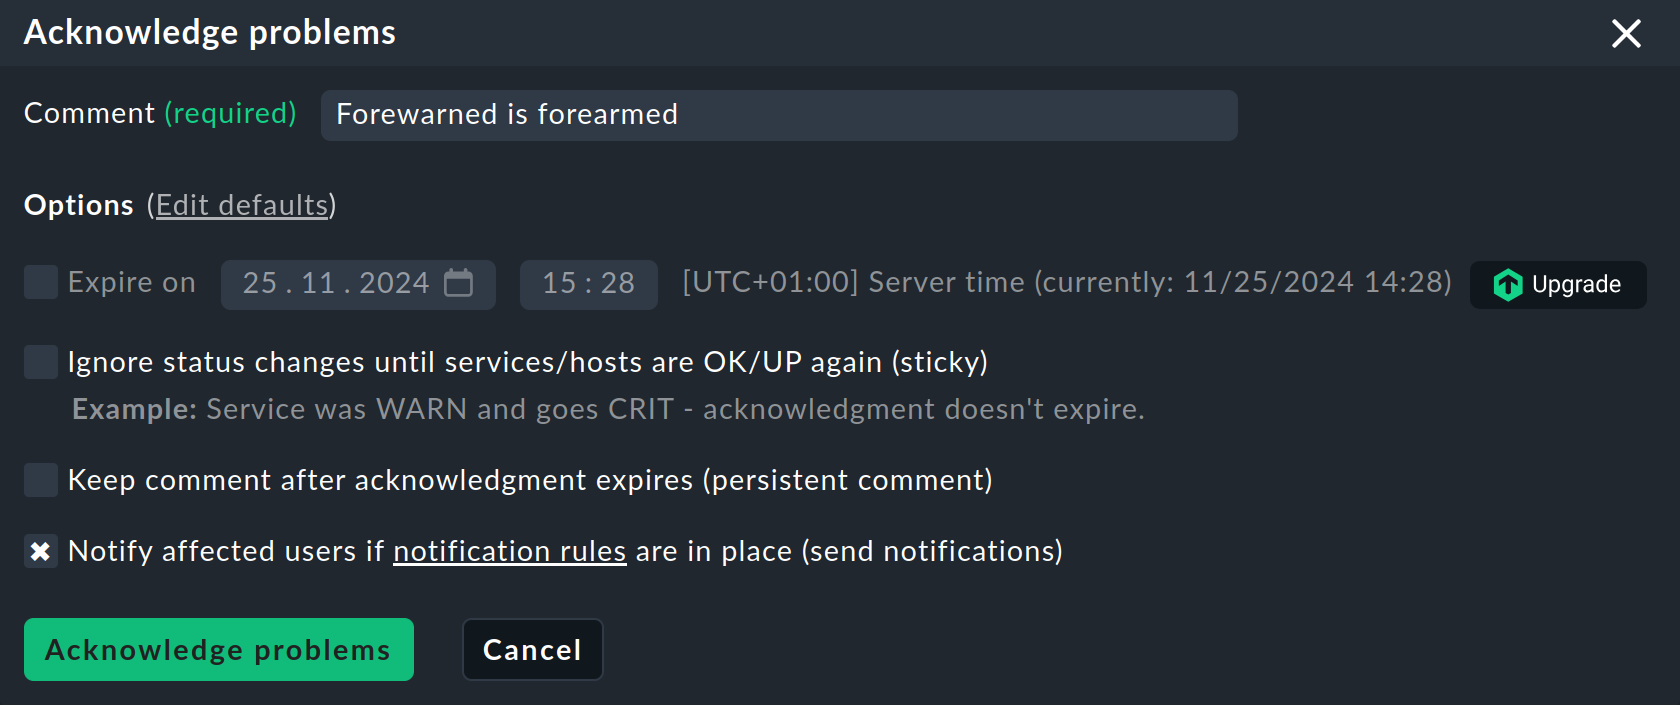 Acknowledge problems
Comment (required) Forewarned is forearmed
Options (Edit defaults)
Expire on 25.11.2024 15:28 [UTC+01:00] Server time (currently: 11/25/2024 14:28) Upgrade
Ignore status changes until services/hosts are OK/UP again (sticky)
Example: Service was WARN and goes CRIT - acknowledgment doesn't expire.
Keep comment after acknowledgment expires (persistent comment)
Notify affected users if notification rules are in place (send notifications)
Acknowledge problems Cancel